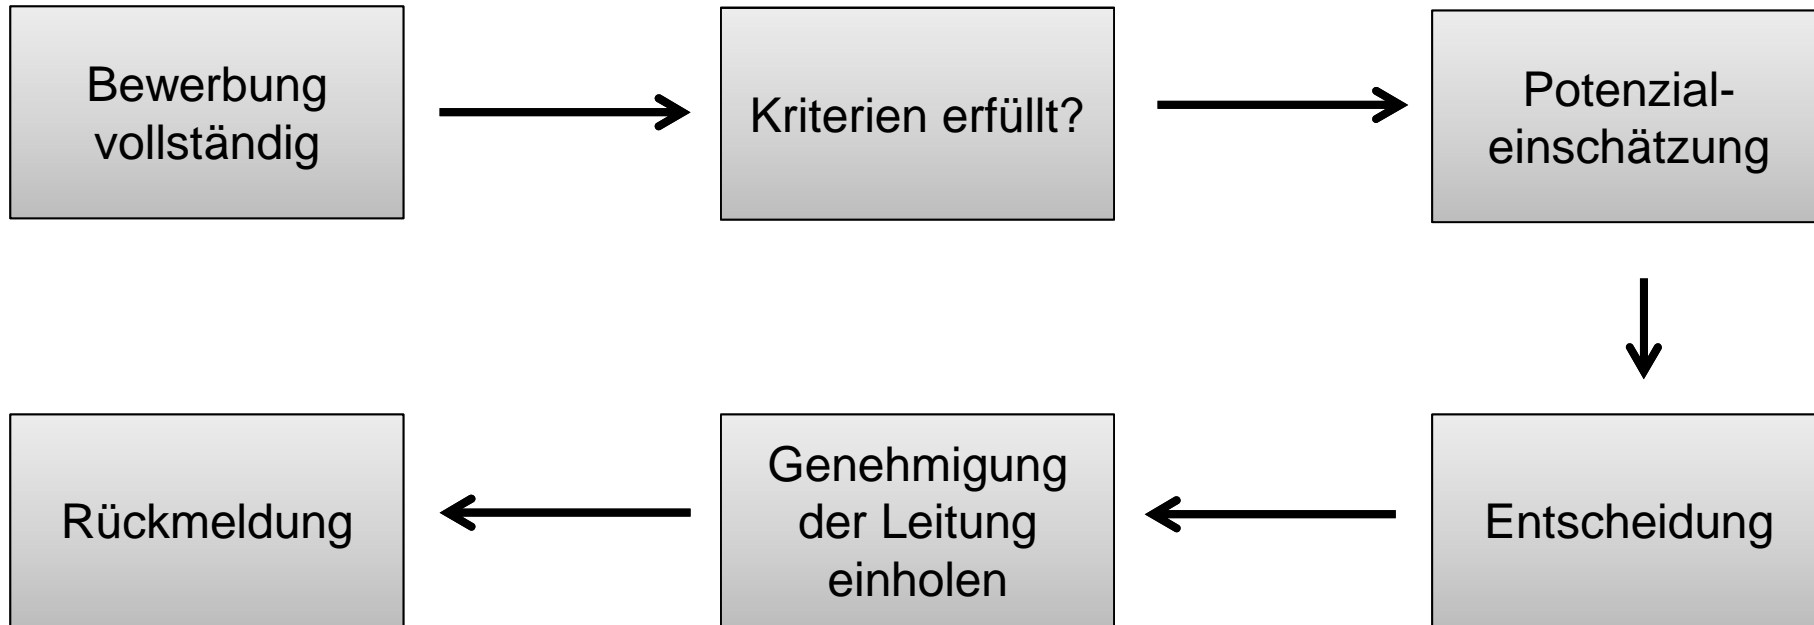 Bewerbung
vollständig
Kriterien erfüllt?
Potenzial-
einschätzung
Rückmeldung
Genehmigung
der Leitung
einholen
Entscheidung